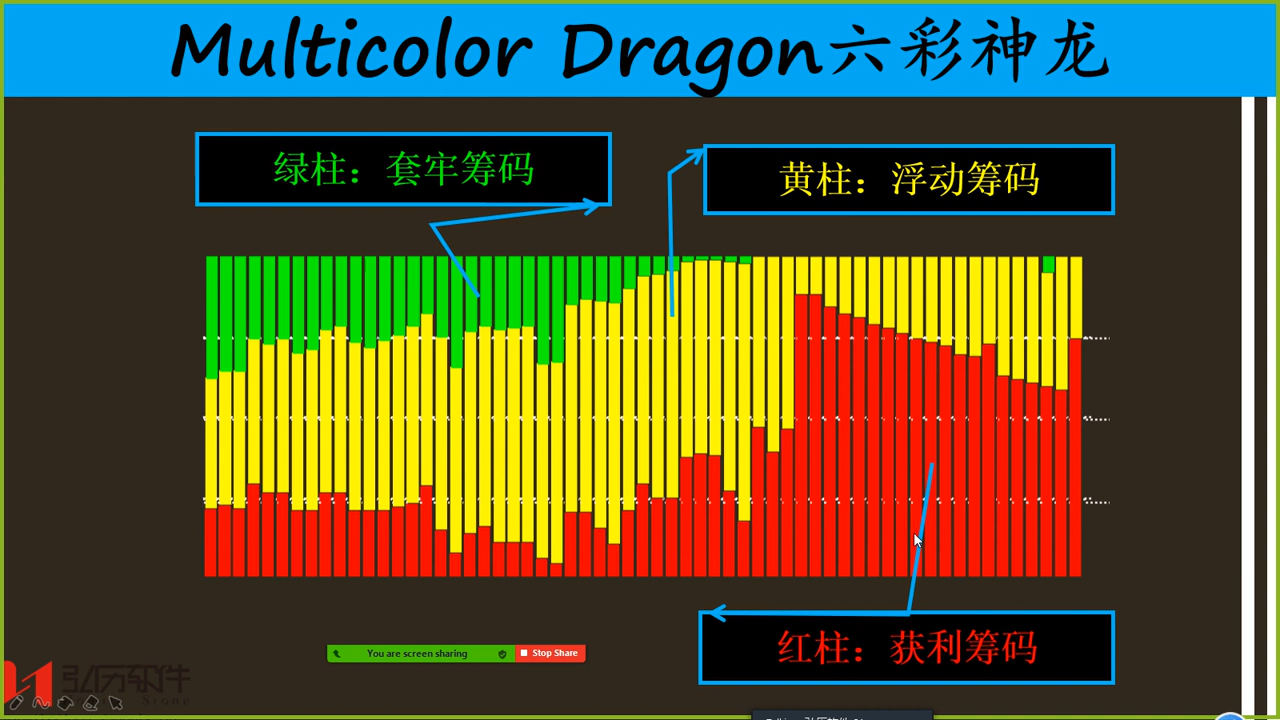 Multicolor Dragon六彩神龙
绿柱：套牢筹码
黄柱：浮动筹码
红柱：获利筹码
You are screen sharing
Stop Share
弘历软件